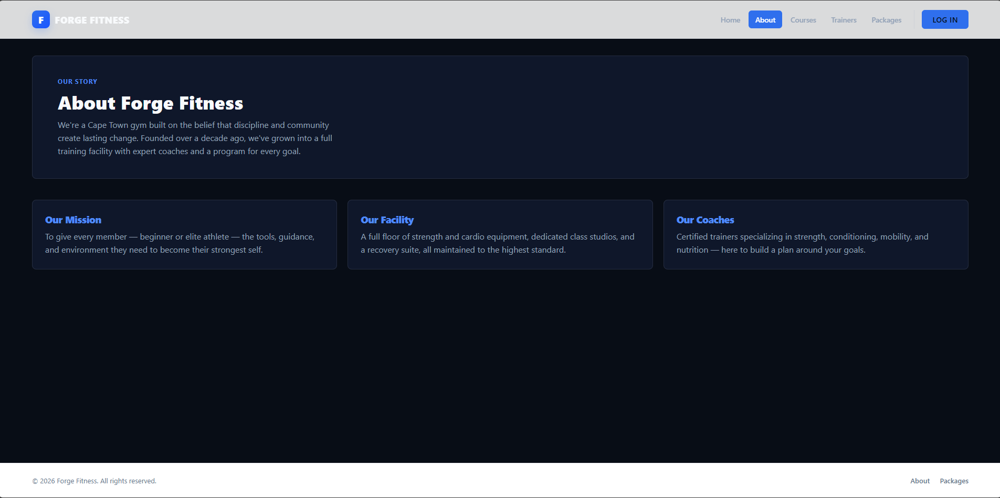 F FORGE FITNESS
Home About Courses Trainers Packages LOG IN
OUR STORY
About Forge Fitness
We're a Cape Town gym built on the belief that discipline and community
create lasting change. Founded over a decade ago, we've grown into a full
training facility with expert coaches and a program for every goal.
Our Mission
To give every member — beginner or elite athlete — the tools, guidance,
and environment they need to become their strongest self.
Our Facility
A full floor of strength and cardio equipment, dedicated class studios, and
a recovery suite, all maintained to the highest standard.
Our Coaches
Certified trainers specializing in strength, conditioning, mobility, and
nutrition — here to build a plan around your goals.
© 2026 Forge Fitness. All rights reserved.
About Packages